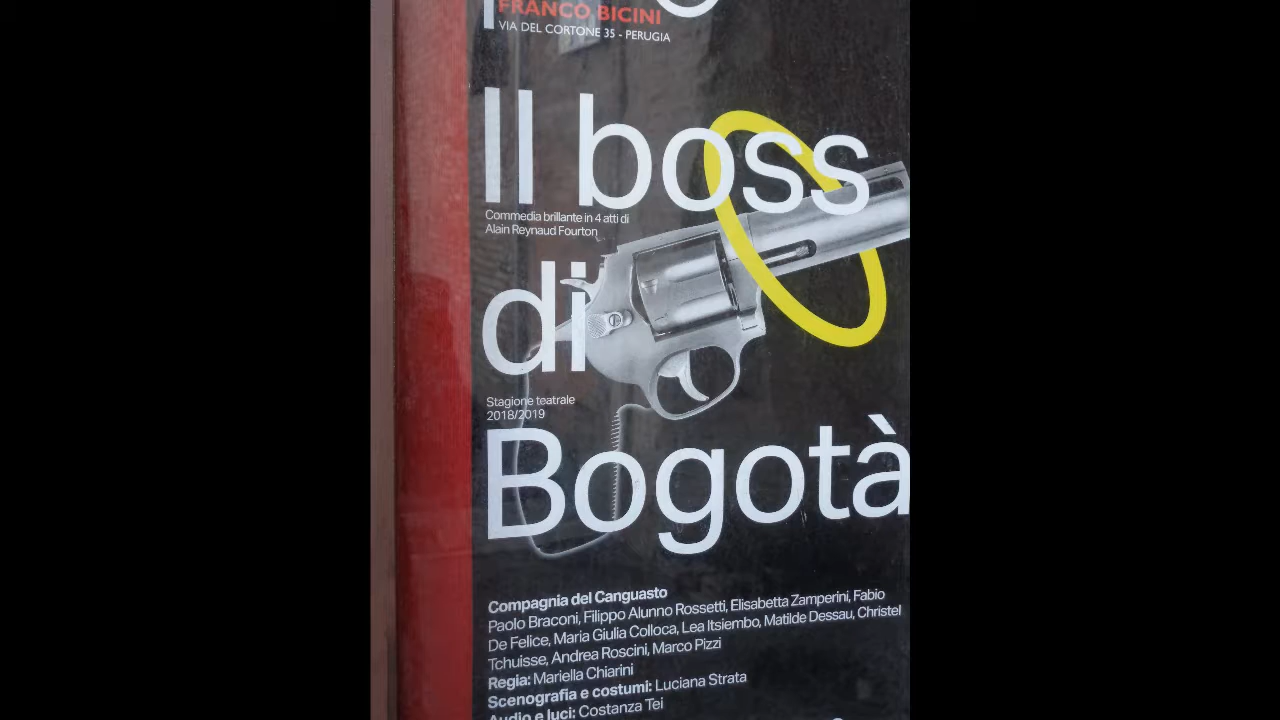 FRANCO BICINI
VIA DEL CORTONE 35 - PERUGIA
Il boss
Commedia brillante in 4 atti di
Alain Reynaud Fourton
di
Stagione teatrale
2018/2019
Bogotà
Compagnia del Canguasto
Paolo Braconi, Filippo Alunno Rossetti, Elisabetta Zamperini, Fabio
De Felice, Maria Giulia Colloca, Lea Itsiembo, Matilde Dessau, Christel
Tchuisse, Andrea Roscini, Marco Pizzi
Regia: Mariella Chiarini
Scenografia e costumi: Luciana Strata
Audio e luci: Costanza Tei